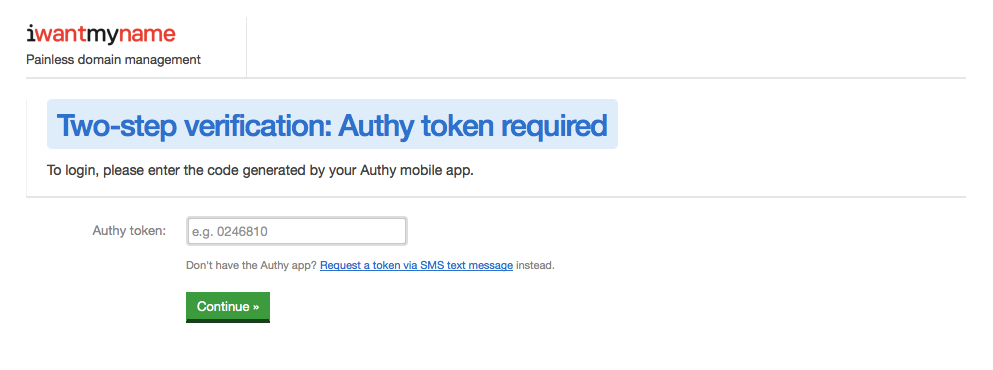 iwantmyname
Painless domain management
Two-step verification: Authy token required
To login, please enter the code generated by your Authy mobile app.
Authy token: e.g. 0246810
Don't have the Authy app? Request a token via SMS text message instead.
Continue »